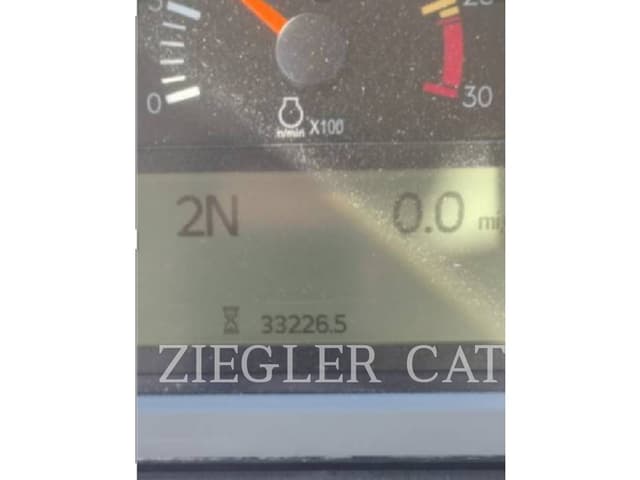 0
30
n/min X100
2N 0.0
33226.5
ZIEGLER CAT